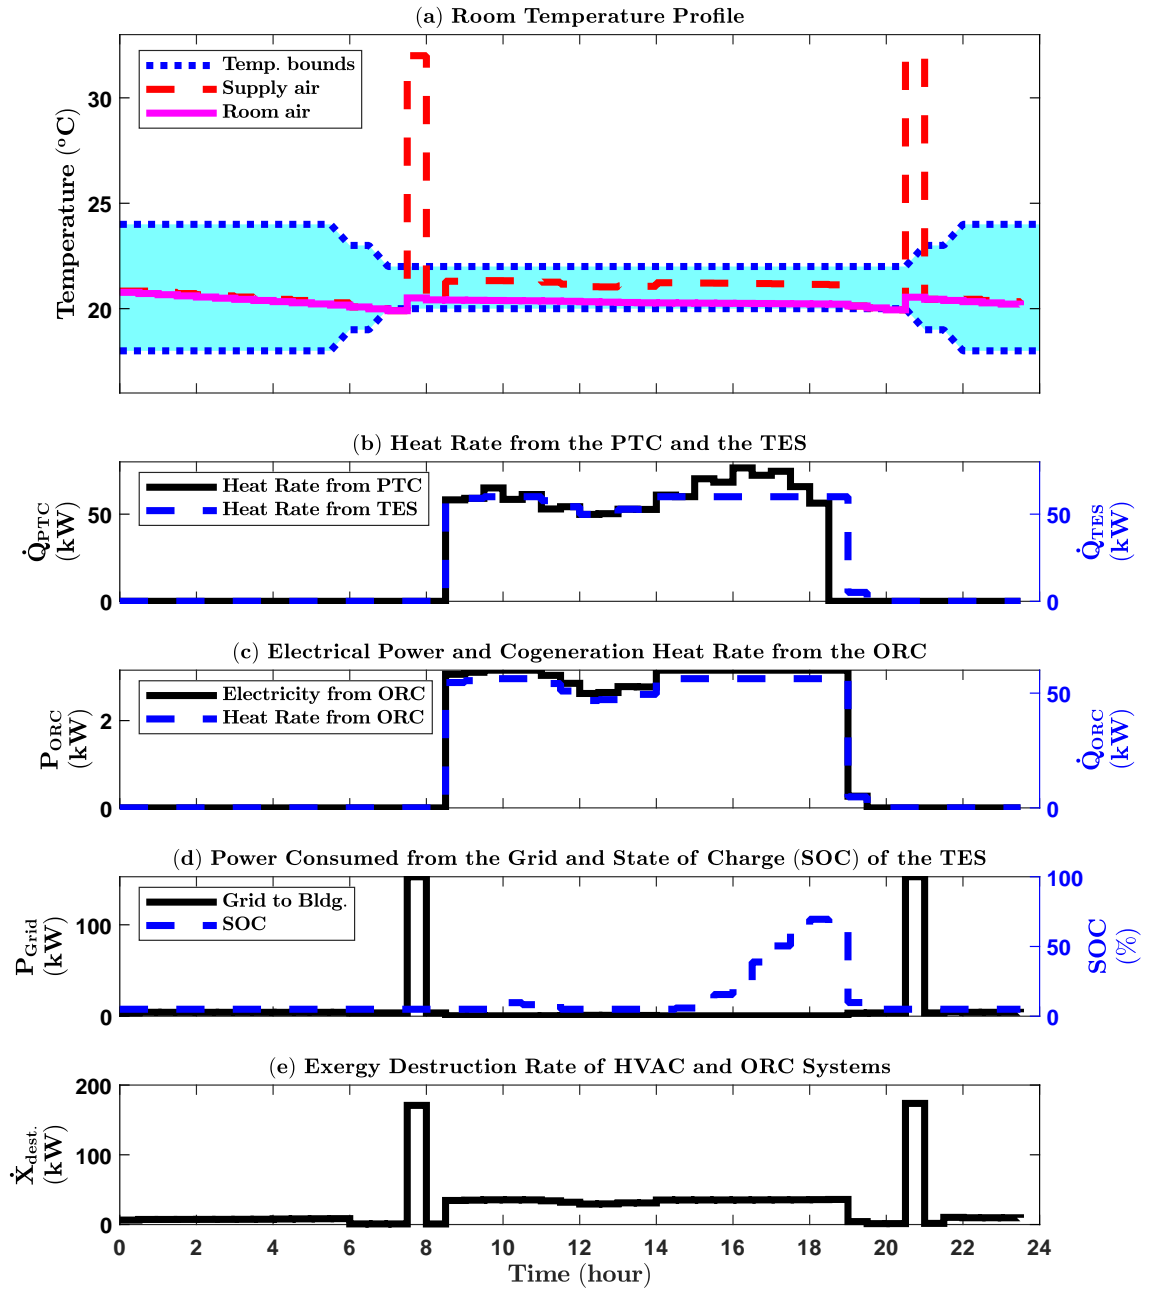 (a) Room Temperature Profile
Temp. bounds
Supply air
Room air
Temperature (°C)
30
25
20
(b) Heat Rate from the PTC and the TES
Heat Rate from PTC
Heat Rate from TES
Q̇PTC
(kW)
50
0
50
0
Q̇TES
(kW)
(c) Electrical Power and Cogeneration Heat Rate from the ORC
Electricity from ORC
Heat Rate from ORC
PORC
(kW)
2
0
50
0
Q̇ORC
(kW)
(d) Power Consumed from the Grid and State of Charge (SOC) of the TES
Grid to Bldg.
SOC
PGrid
(kW)
100
0
100
50
0
SOC
(%)
(e) Exergy Destruction Rate of HVAC and ORC Systems
Ẋdest.
(kW)
200
100
0
0 2 4 6 8 10 12 14 16 18 20 22 24
Time (hour)